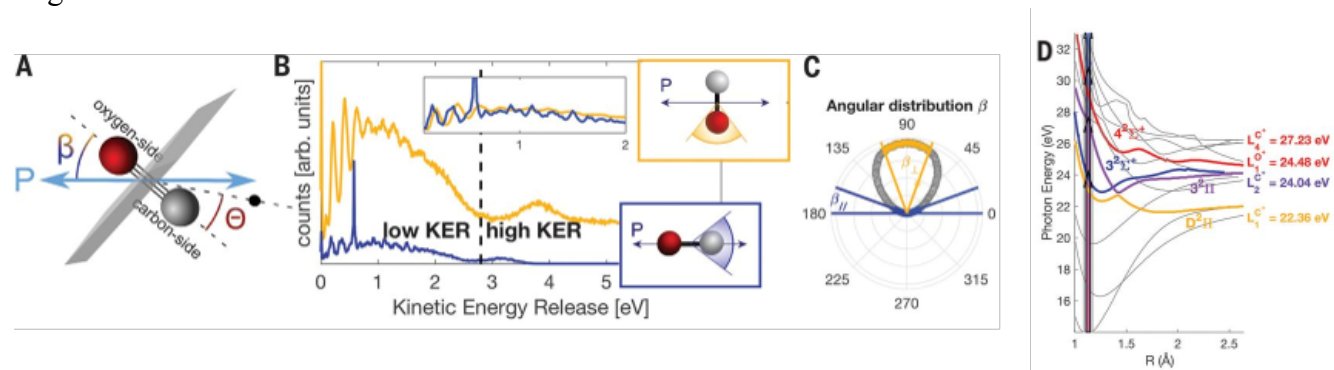 A
oxygen-side
β
P
carbon-side
Θ
B
counts [arb. units]
1
2
low KER
high KER
0
1
2
3
4
5
Kinetic Energy Release [eV]
P
P
C
Angular distribution β
90
135
45
β⊥
β//
180
0
225
315
270
D
Photon Energy (eV)
32
30
28
26
24
22
20
18
16
4²Σ⁺
3²Σ⁺
3²Π
D²Π
L₄^C⁺ = 27.23 eV
L₁^O⁺ = 24.48 eV
L₂^C⁺ = 24.04 eV
L₁^C⁺ = 22.36 eV
1
1.5
2
2.5
R (Å)